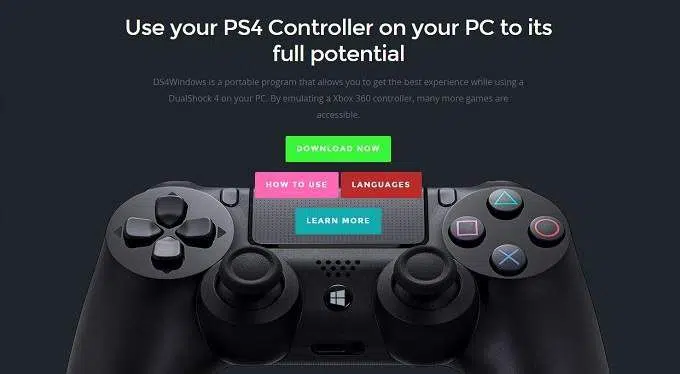 Use your PS4 Controller on your PC to its
full potential
DS4Windows is a portable program that allows you to get the best experience while using a
DualShock 4 on your PC. By emulating a Xbox 360 controller, many more games are
accessible.
DOWNLOAD NOW
HOW TO USE
LANGUAGES
LEARN MORE